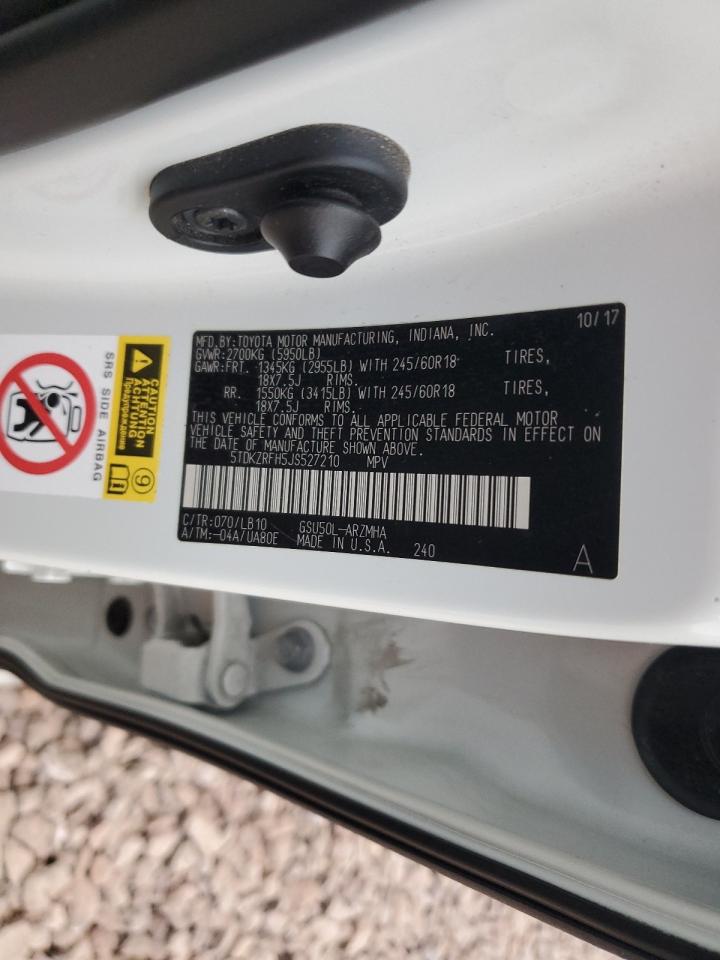 10/17
MFD.BY:TOYOTA MOTOR MANUFACTURING, INDIANA, INC.
GVWR:2700KG (5950LB)
GAWR:FRT. 1345KG (2955LB) WITH 245/60R18 TIRES,
18X7.5J RIMS.
RR. 1550KG (3415LB) WITH 245/60R18 TIRES,
18X7.5J RIMS.
THIS VEHICLE CONFORMS TO ALL APPLICABLE FEDERAL MOTOR
VEHICLE SAFETY AND THEFT PREVENTION STANDARDS IN EFFECT ON
THE DATE OF MANUFACTURE SHOWN ABOVE.
5TDKZRFH5JS527210 MPV
C/TR:070/LB10 GSU50L-ARZMHA
A/TM:-04A/UA80E MADE IN U.S.A. 240
A
SRS SIDE AIRBAG
CAUTION
ATTENTION
ACHTUNG
Предупреждение
9